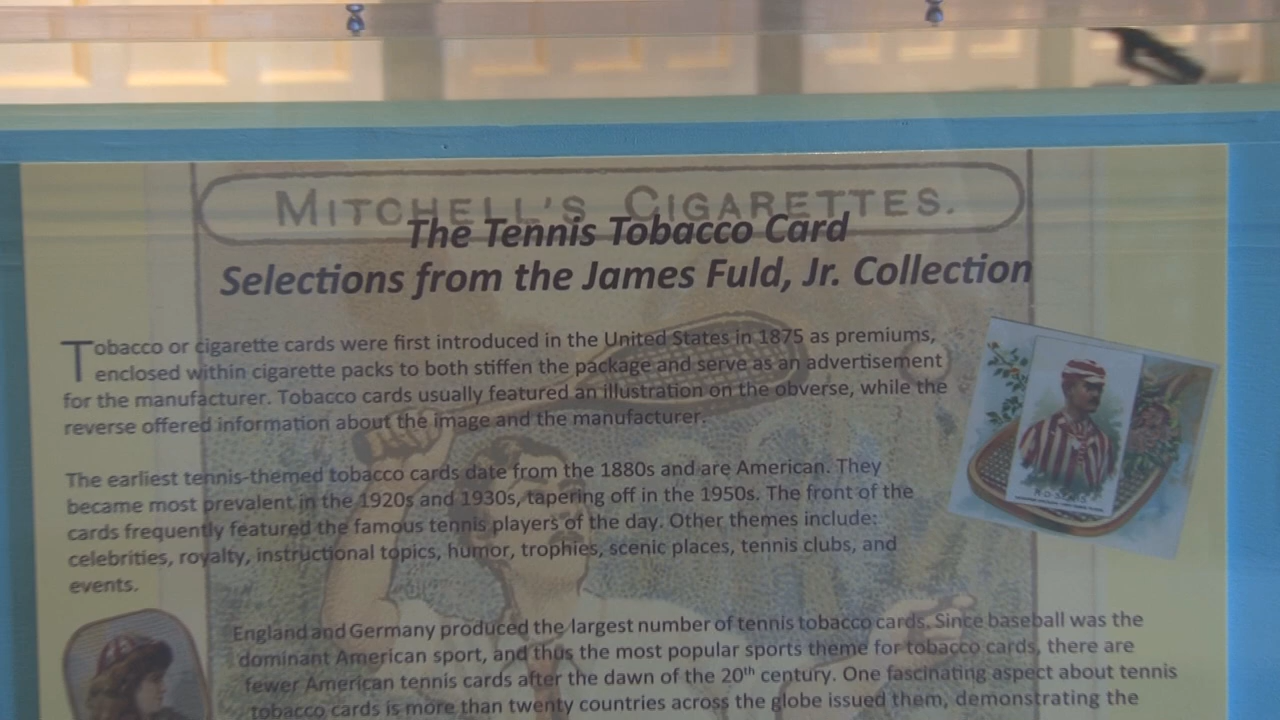 MITCHELL'S CIGARETTES.
The Tennis Tobacco Card
Selections from the James Fuld, Jr. Collection
Tobacco or cigarette cards were first introduced in the United States in 1875 as premiums,
enclosed within cigarette packs to both stiffen the package and serve as an advertisement
for the manufacturer. Tobacco cards usually featured an illustration on the obverse, while the
reverse offered information about the image and the manufacturer.
The earliest tennis-themed tobacco cards date from the 1880s and are American. They
became most prevalent in the 1920s and 1930s, tapering off in the 1950s. The front of the
cards frequently featured the famous tennis players of the day. Other themes include:
celebrities, royalty, instructional topics, humor, trophies, scenic places, tennis clubs, and
events.
England and Germany produced the largest number of tennis tobacco cards. Since baseball was the
dominant American sport, and thus the most popular sports theme for tobacco cards, there are
fewer American tennis cards after the dawn of the 20th century. One fascinating aspect about tennis
tobacco cards is more than twenty countries across the globe issued them, demonstrating the